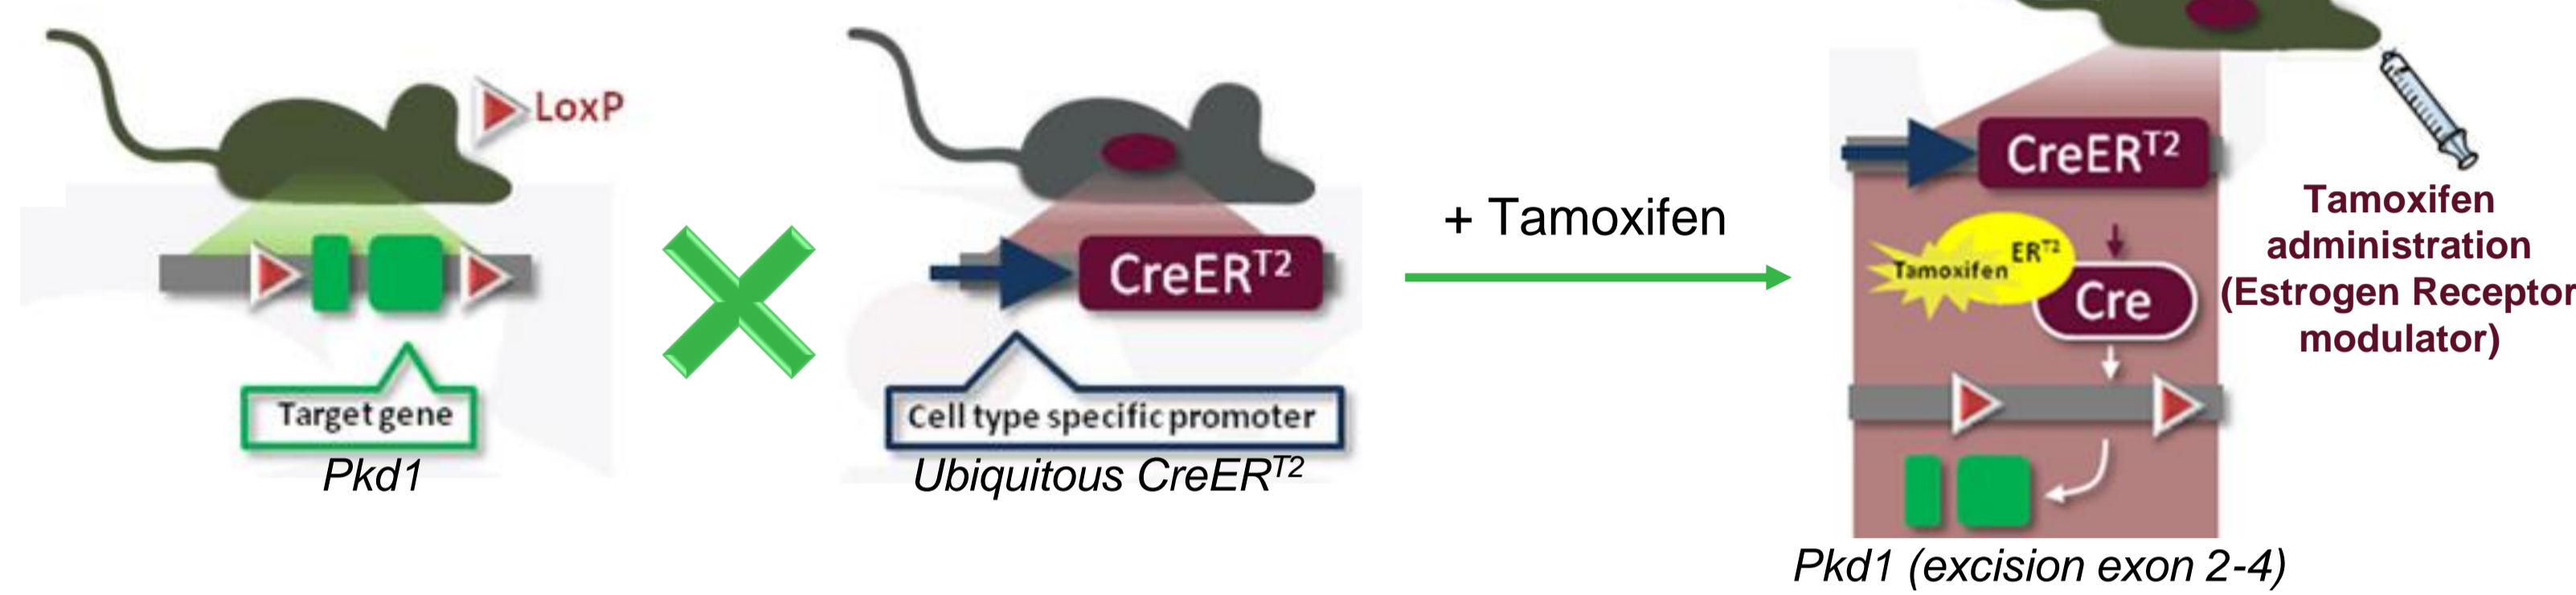 LoxP
Target gene
Pkd1
CreERT2
Cell type specific promoter
Ubiquitous CreERT2
+ Tamoxifen
CreERT2
Tamoxifen
ERT2
Cre
Tamoxifen
administration
(Estrogen Receptor
modulator)
Pkd1 (excision exon 2-4)